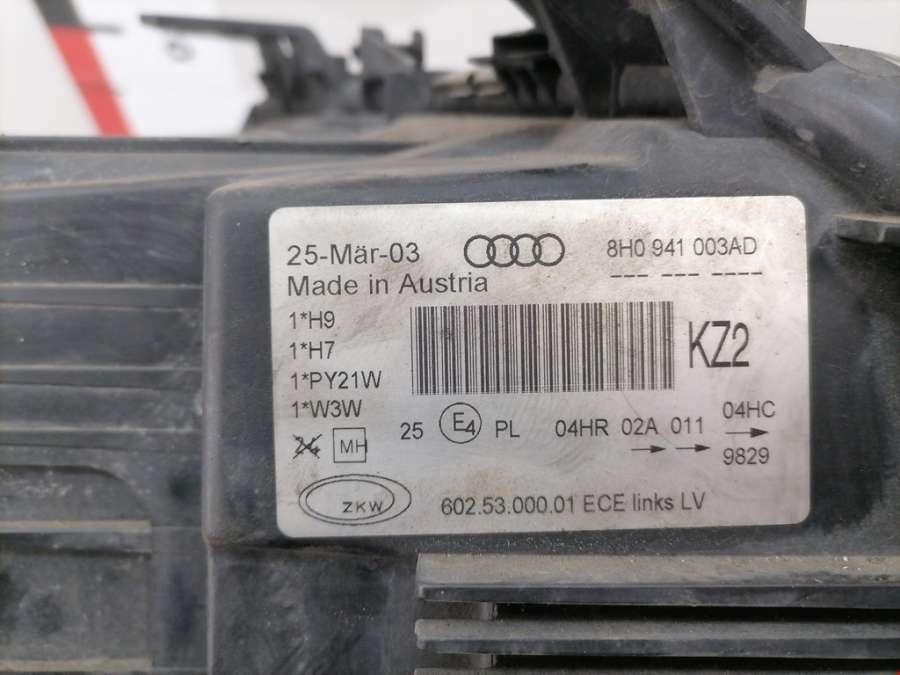 25-Mär-03
8H0 941 003AD
--- --- ----
Made in Austria
1*H9
1*H7
1*PY21W
1*W3W
KZ2
24 MH
25 E4 PL 04HR 02A 011 04HC
9829
ZKW
602.53.000.01 ECE links LV